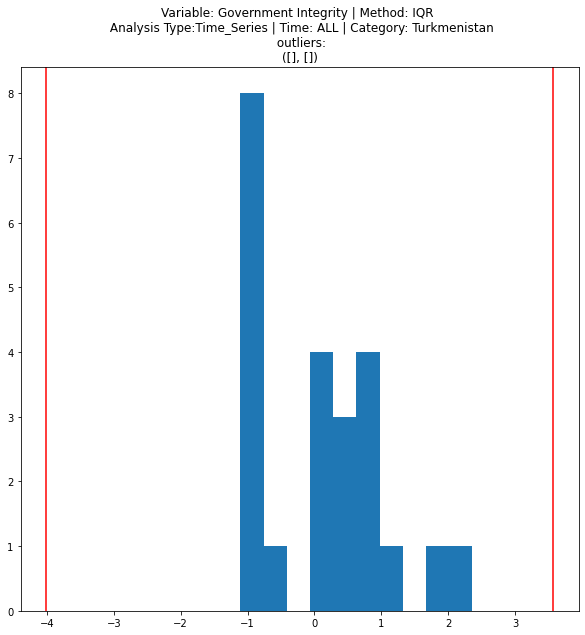 Variable: Government Integrity | Method: IQR
Analysis Type:Time_Series | Time: ALL | Category: Turkmenistan
outliers:
([], [])
8
7
6
5
4
3
2
1
0
−4 −3 −2 −1 0 1 2 3